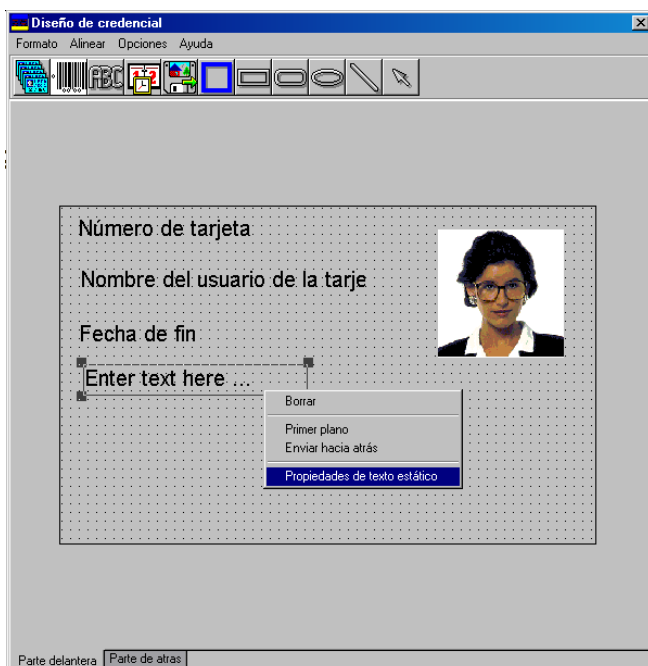 Diseño de credencial
Formato Alinear Opciones Ayuda
ABC
Número de tarjeta
Nombre del usuario de la tarje
Fecha de fin
Enter text here ...
Borrar
Primer plano
Enviar hacia atrás
Propiedades de texto estático
Parte delantera Parte de atras